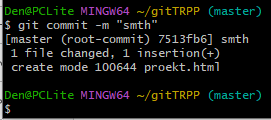 Den@PCLite MINGW64 ~/gitTRPP (master)
$ git commit -m "smth"
[master (root-commit) 7513fb6] smth
1 file changed, 1 insertion(+)
create mode 100644 proekt.html
Den@PCLite MINGW64 ~/gitTRPP (master)
$